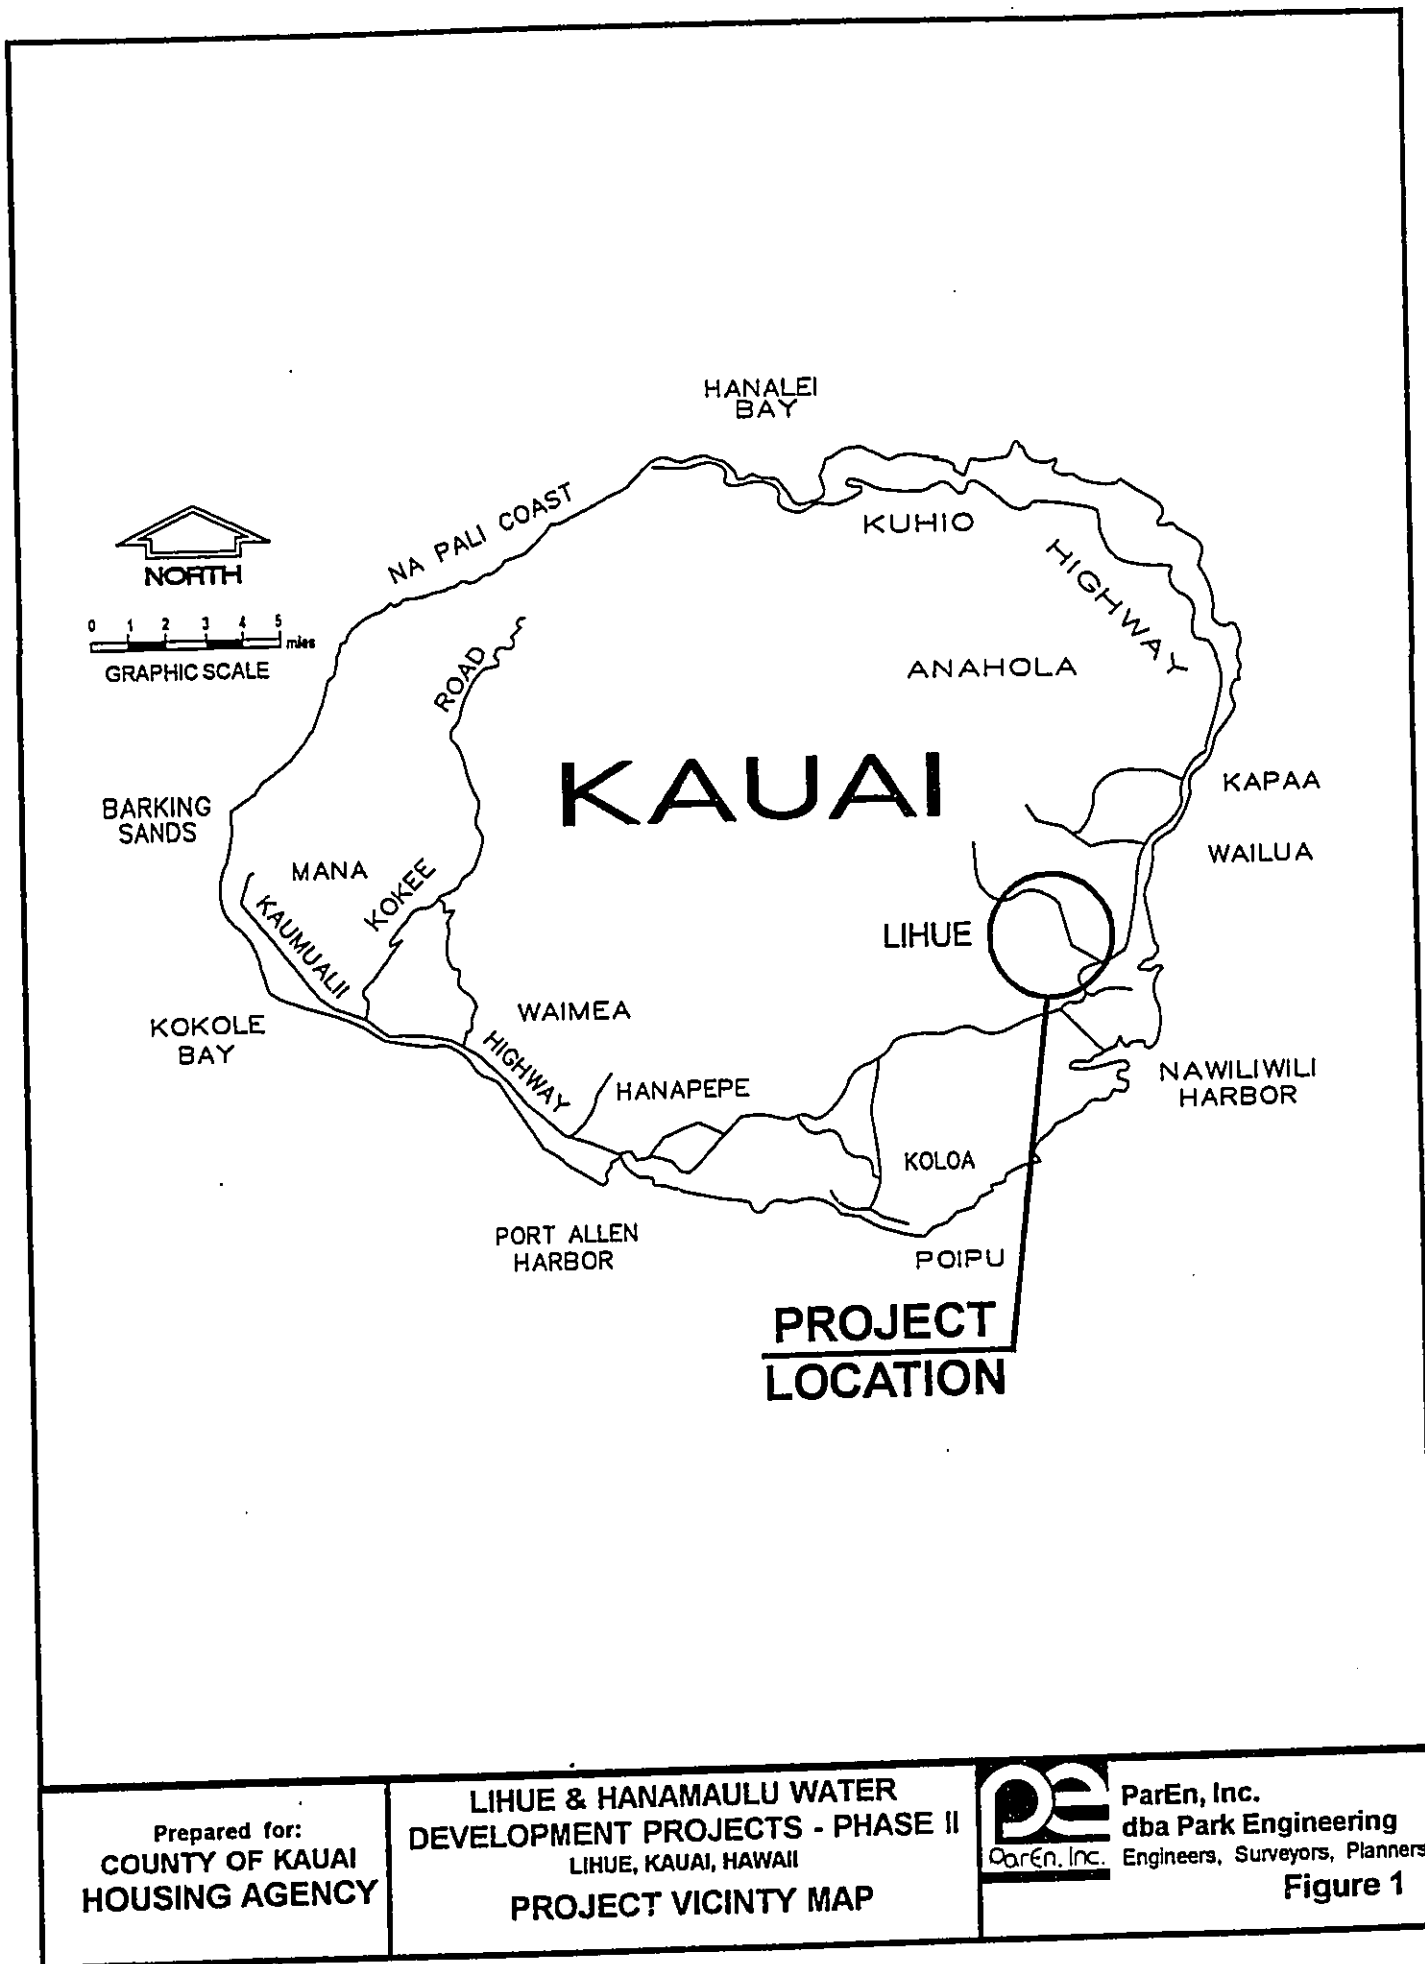 HANALEI
BAY
NA PALI COAST
KUHIO
HIGHWAY
NORTH
0 1 2 3 4 5
miles
GRAPHIC SCALE
ROAD
ANAHOLA
KAUAI
KAPAA
BARKING
SANDS
WAILUA
MANA
KOKEE
KAUMUALII
LIHUE
KOKOLE
BAY
WAIMEA
HIGHWAY
HANAPEPE
NAWILIWILI
HARBOR
KOLOA
PORT ALLEN
HARBOR
POIPU
PROJECT
LOCATION
Prepared for:
COUNTY OF KAUAI
HOUSING AGENCY
LIHUE & HANAMAULU WATER
DEVELOPMENT PROJECTS - PHASE II
LIHUE, KAUAI, HAWAII
PROJECT VICINTY MAP
pe
ParEn, Inc.
ParEn, Inc.
dba Park Engineering
Engineers, Surveyors, Planners
Figure 1